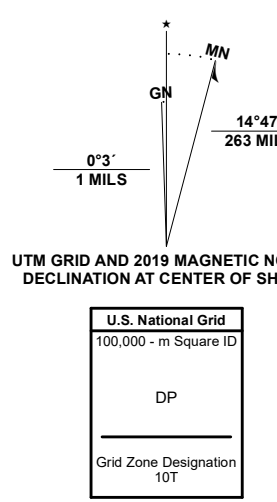 ★
MN
GN
14°47
263 MIL
0°3´
1 MILS
UTM GRID AND 2019 MAGNETIC NO
DECLINATION AT CENTER OF SH
U.S. National Grid
100,000 - m Square ID
DP
Grid Zone Designation
10T